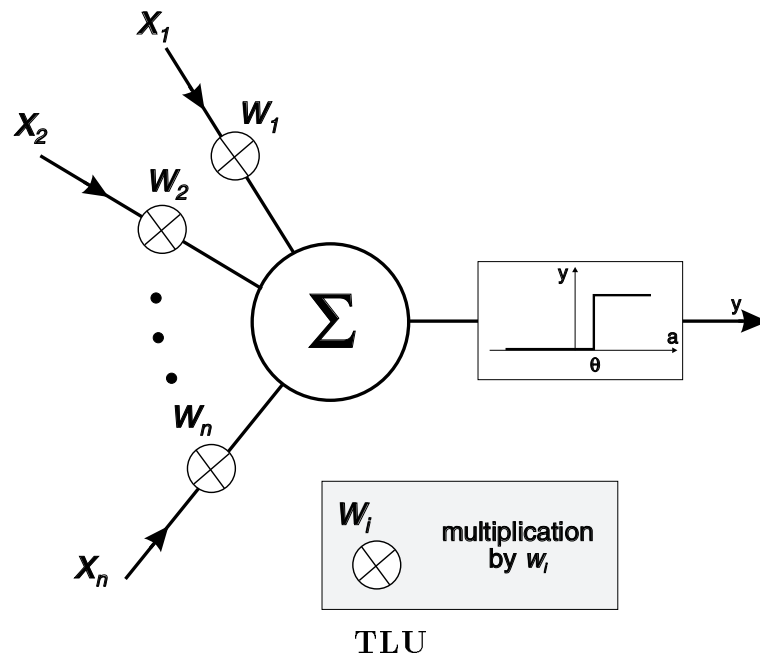 X1
W1
X2
W2
Σ
y
a
θ
y
Wn
Xn
Wi
multiplication
by wi
TLU